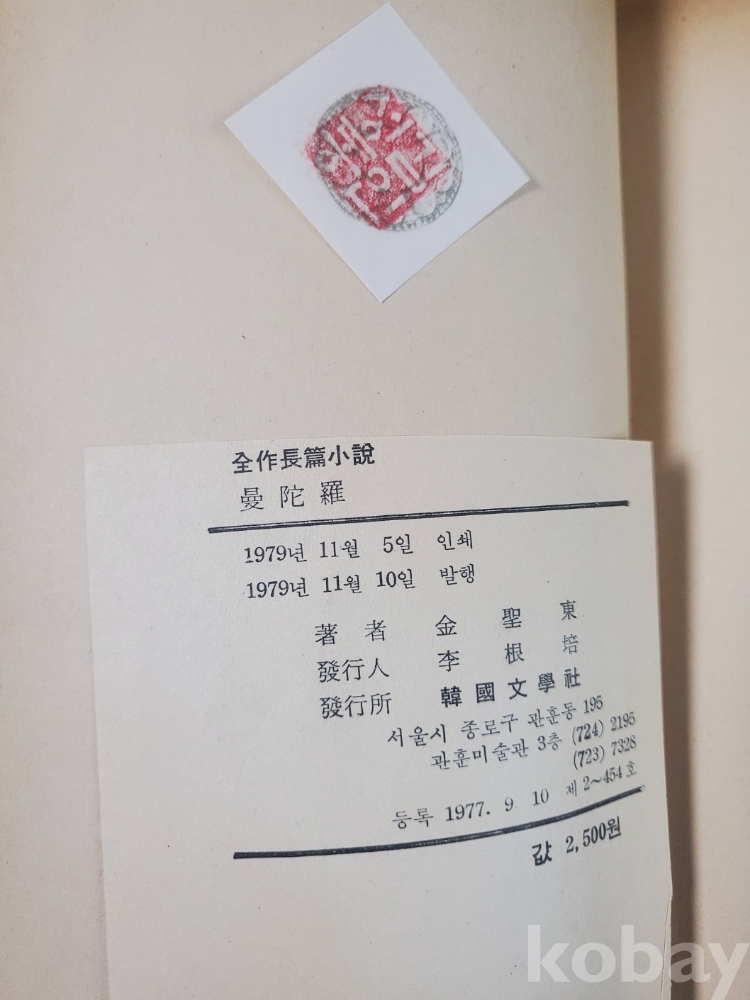 全作長篇小說
曼陀羅
1979년 11월 5일 인쇄
1979년 11월 10일 발행
著者 金聖東
發行人 李根培
發行所 韓國文學社
서울시 종로구 관훈동 195
관훈미술관 3층 (724) 2195
(723) 7328
등록 1977. 9 10 제2~454호
값 2,500원
kobay